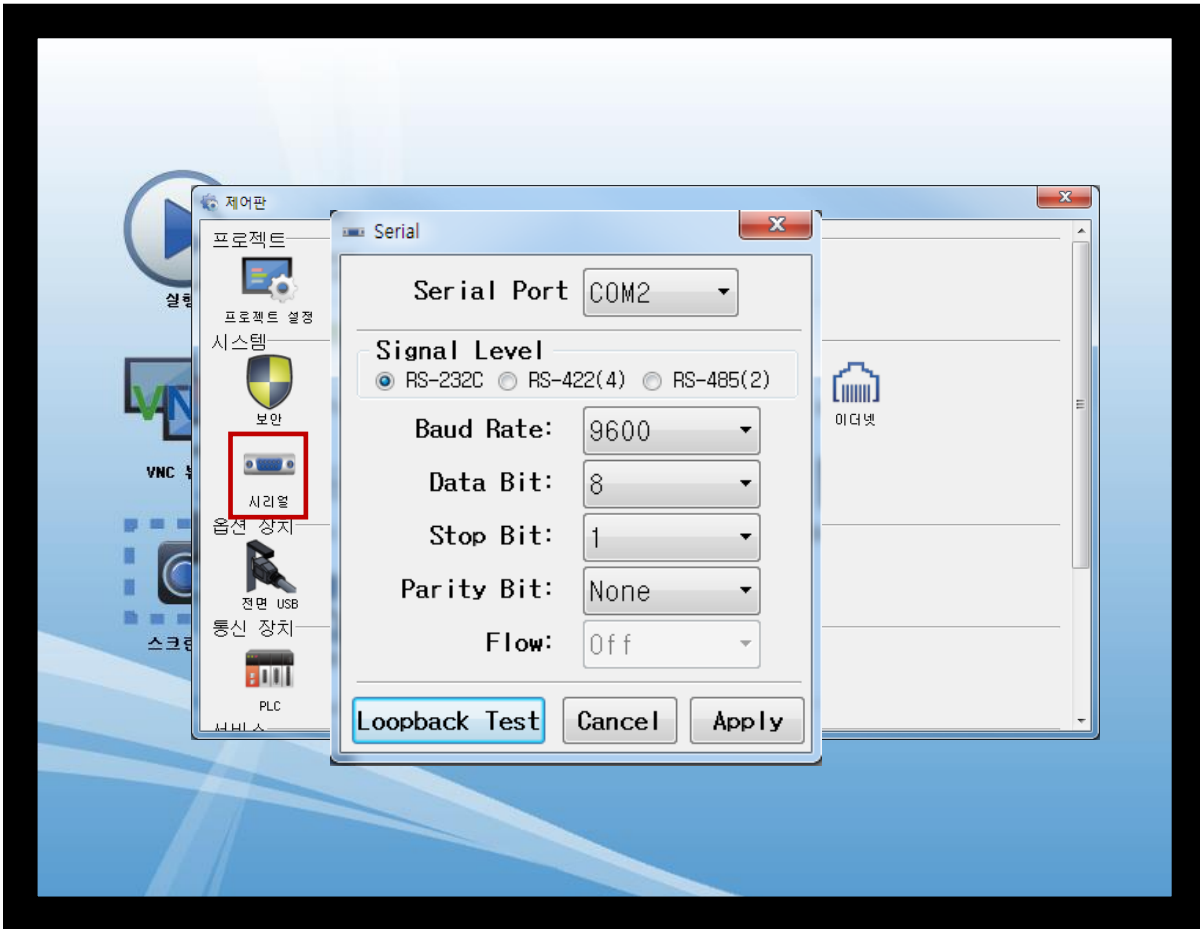 제어판
프로젝트
프로젝트 설정
시스템
보안
시리얼
이더넷
옵션 장치
전면 USB
통신 장치
PLC
VNC
Serial
Serial Port COM2
Signal Level
RS-232C RS-422(4) RS-485(2)
Baud Rate: 9600
Data Bit: 8
Stop Bit: 1
Parity Bit: None
Flow: Off
Loopback Test Cancel Apply